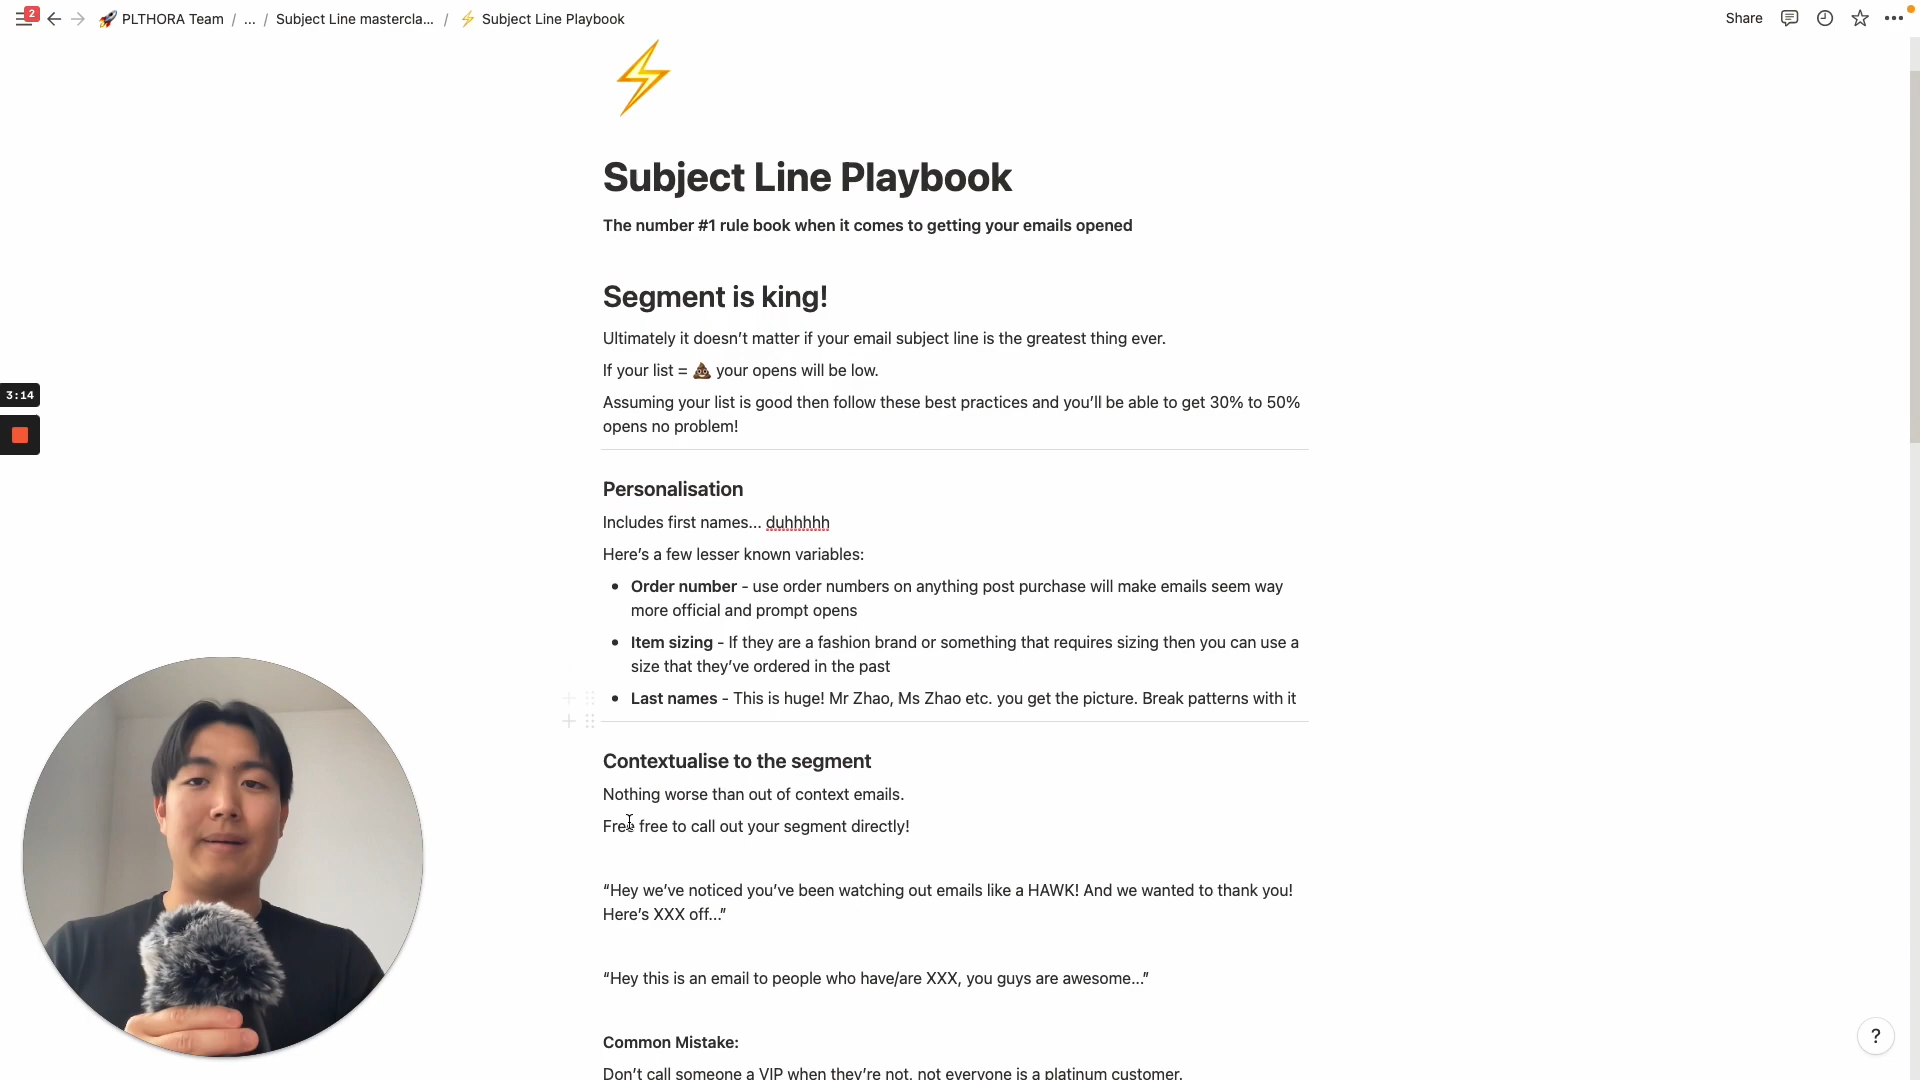 2
🚀 PLTHORA Team / ... / Subject Line mastercla... / ⚡ Subject Line Playbook
Share
Subject Line Playbook
The number #1 rule book when it comes to getting your emails opened
Segment is king!
Ultimately it doesn’t matter if your email subject line is the greatest thing ever.
If your list = 💩 your opens will be low.
Assuming your list is good then follow these best practices and you’ll be able to get 30% to 50%
opens no problem!
3:14
Personalisation
Includes first names... duhhhhh
Here’s a few lesser known variables:
• Order number - use order numbers on anything post purchase will make emails seem way
more official and prompt opens
• Item sizing - If they are a fashion brand or something that requires sizing then you can use a
size that they’ve ordered in the past
• Last names - This is huge! Mr Zhao, Ms Zhao etc. you get the picture. Break patterns with it
Contextualise to the segment
Nothing worse than out of context emails.
Free free to call out your segment directly!
“Hey we’ve noticed you’ve been watching out emails like a HAWK! And we wanted to thank you!
Here’s XXX off...”
“Hey this is an email to people who have/are XXX, you guys are awesome...”
Common Mistake:
Don’t call someone a VIP when they’re not, not everyone is a platinum customer.
?